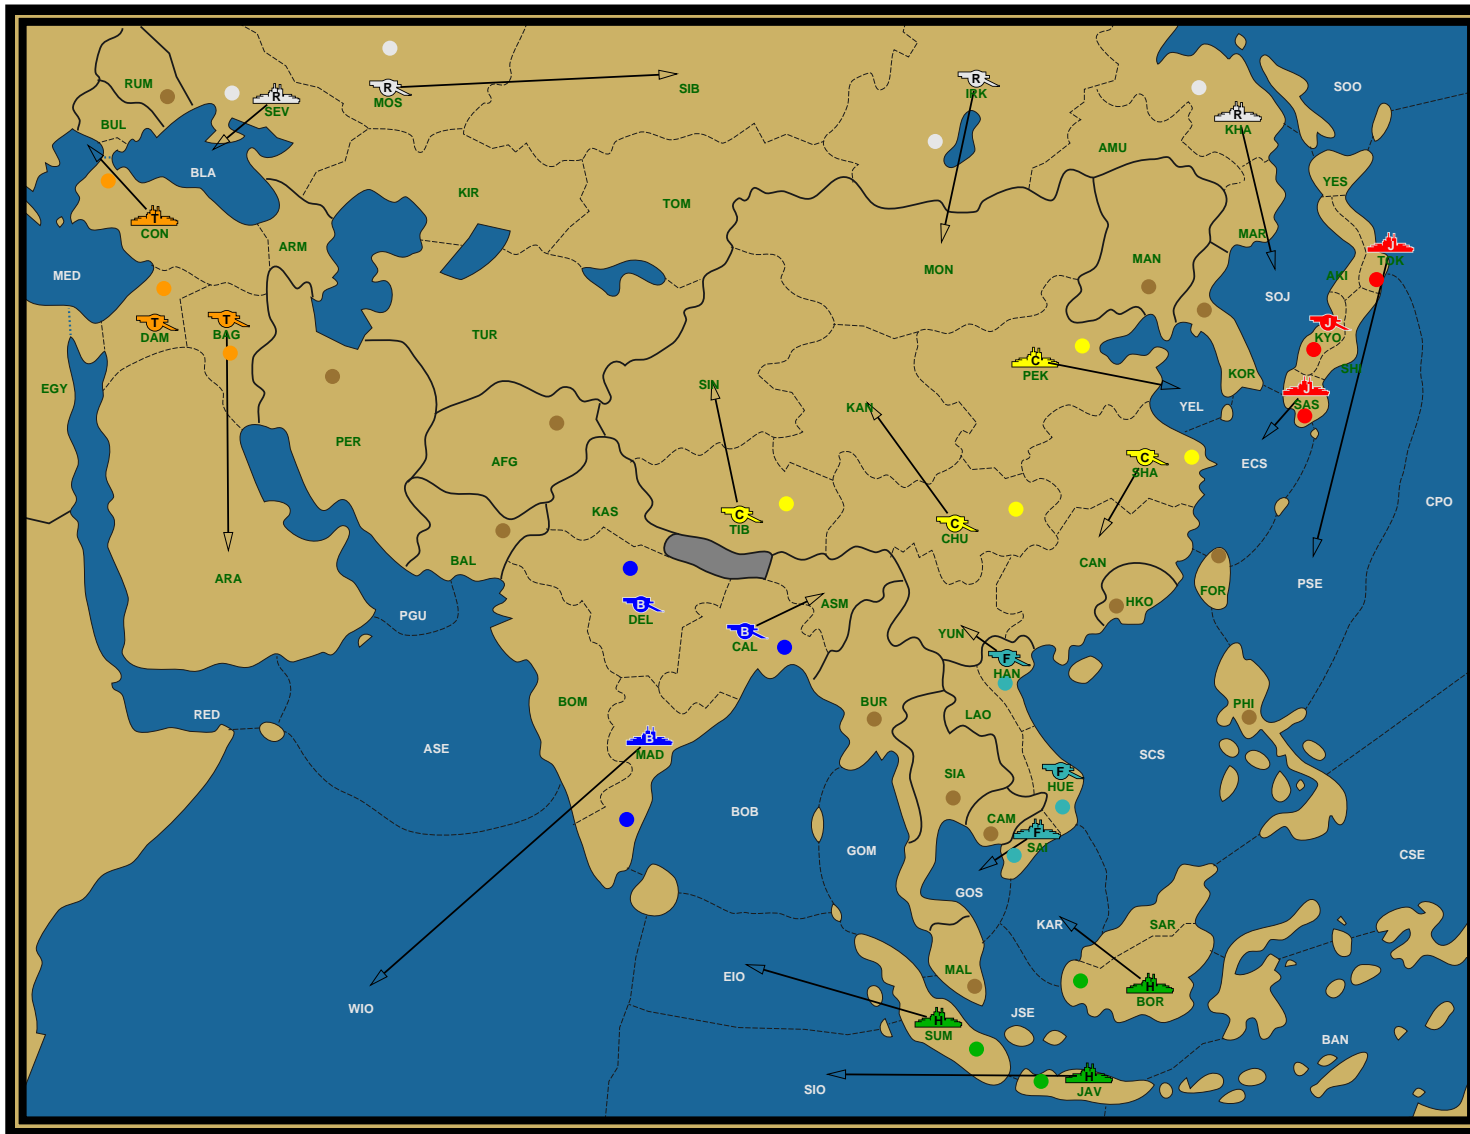 RUM
R
SEV
R
MOS
SIB
R
IRK
SOO
R
KHA
BUL
BLA
AMU
YES
KIR
TOM
T
CON
ARM
MAR
J
TOK
MED
MON
MAN
AKI
SOJ
T
DAM
T
BAG
TUR
J
KYO
EGY
SIN
C
PEK
KOR
SHI
KAN
YEL
J
SAS
PER
AFG
C
SHA
ECS
CPO
KAS
C
TIB
C
CHU
BAL
CAN
ARA
PGU
B
DEL
ASM
HKO
FOR
PSE
B
CAL
YUN
F
HAN
BOM
BUR
LAO
PHI
RED
ASE
B
MAD
SCS
SIA
F
HUE
BOB
CAM
F
SAI
GOM
CSE
GOS
KAR
SAR
EIO
MAL
H
BOR
WIO
JSE
H
SUM
BAN
SIO
H
JAV